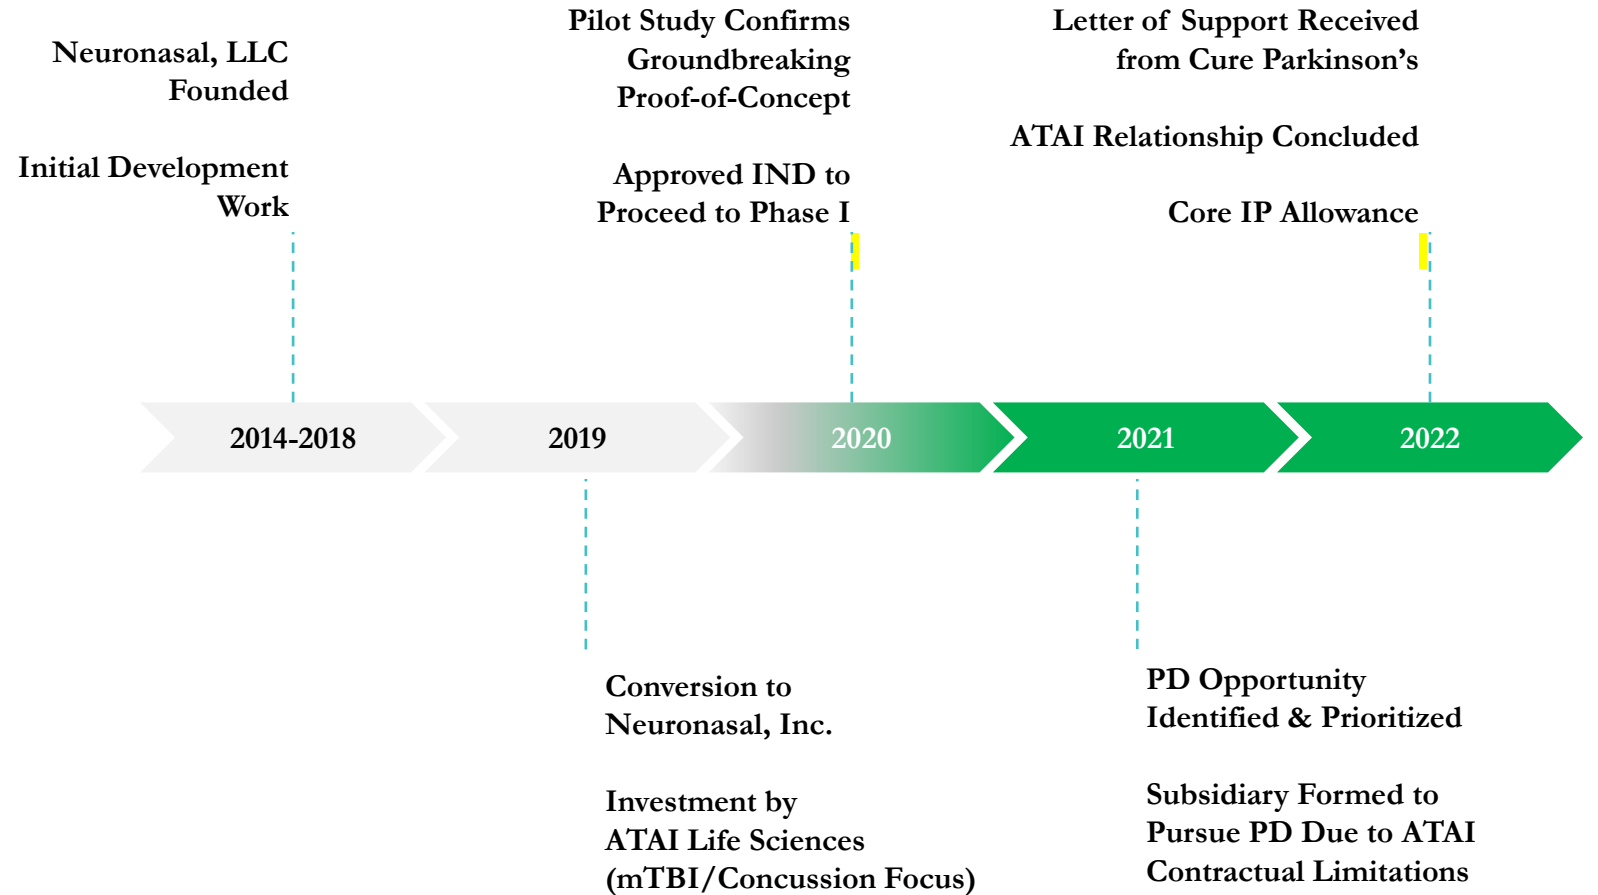 Neuronasal, LLC
Founded
Initial Development
Work
Pilot Study Confirms
Groundbreaking
Proof-of-Concept
Approved IND to
Proceed to Phase I
Letter of Support Received
from Cure Parkinson’s
ATAI Relationship Concluded
Core IP Allowance
2014-2018
2019
2020
2021
2022
Conversion to
Neuronasal, Inc.
Investment by
ATAI Life Sciences
(mTBI/Concussion Focus)
PD Opportunity
Identified & Prioritized
Subsidiary Formed to
Pursue PD Due to ATAI
Contractual Limitations